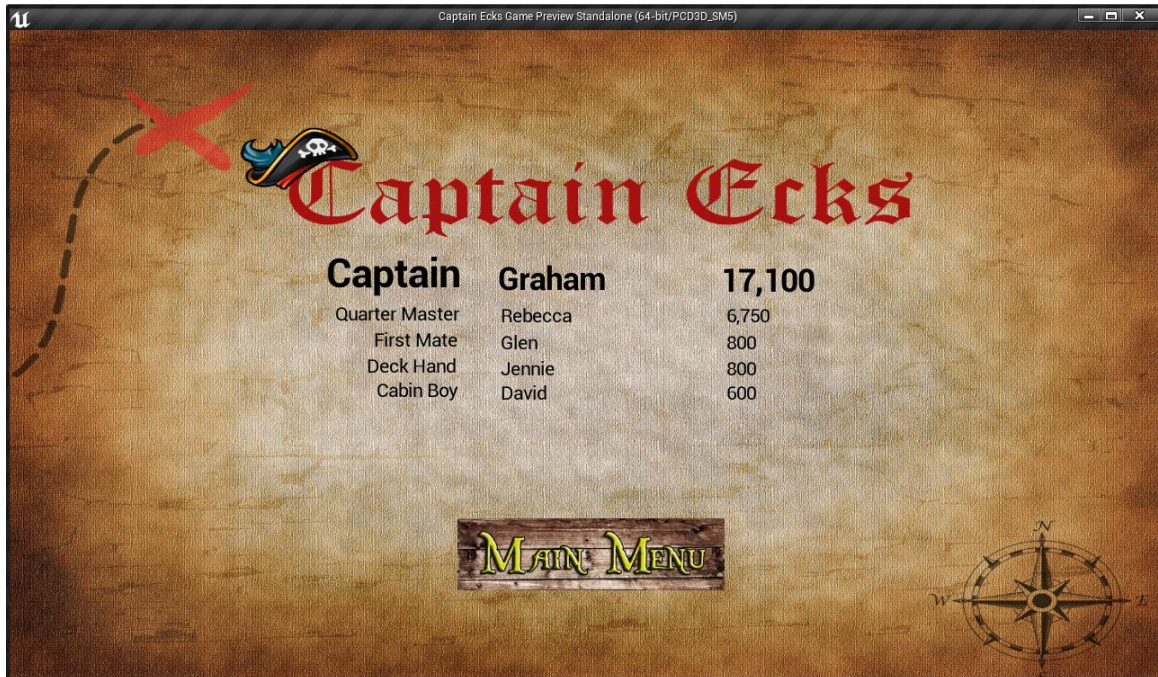 Captain Ecks Game Preview Standalone (64-bit/PCD3D_SM5)
Captain Ecks
Captain Graham 17,100
Quarter Master Rebecca 6,750
First Mate Glen 800
Deck Hand Jennie 800
Cabin Boy David 600
Main Menu
N
W E
S